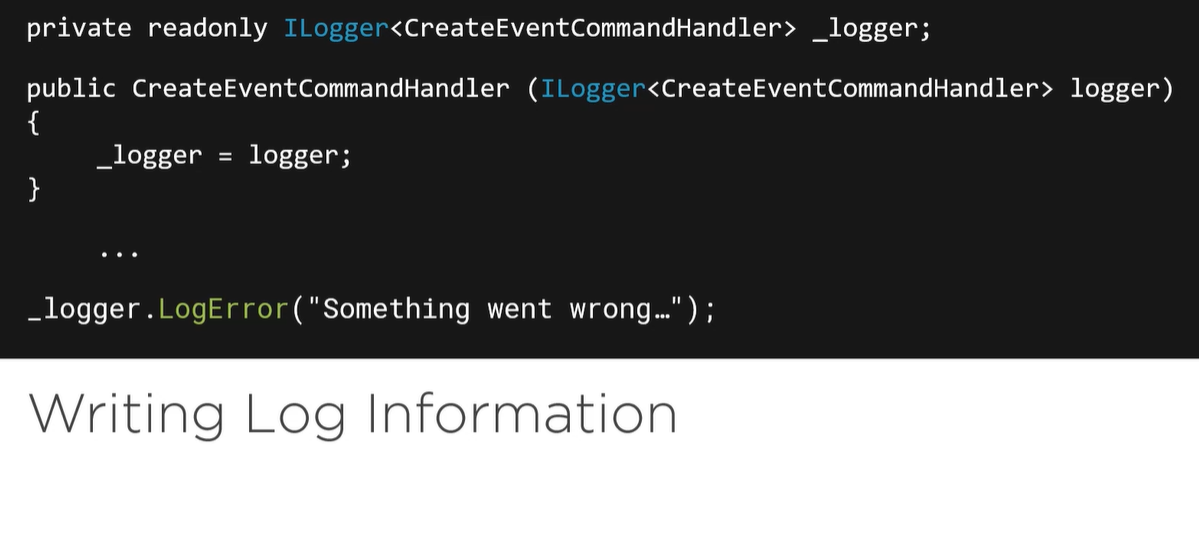 private readonly ILogger<CreateEventCommandHandler> _logger;
public CreateEventCommandHandler (ILogger<CreateEventCommandHandler> logger)
{
_logger = logger;
}
...
_logger.LogError("Something went wrong…");
Writing Log Information